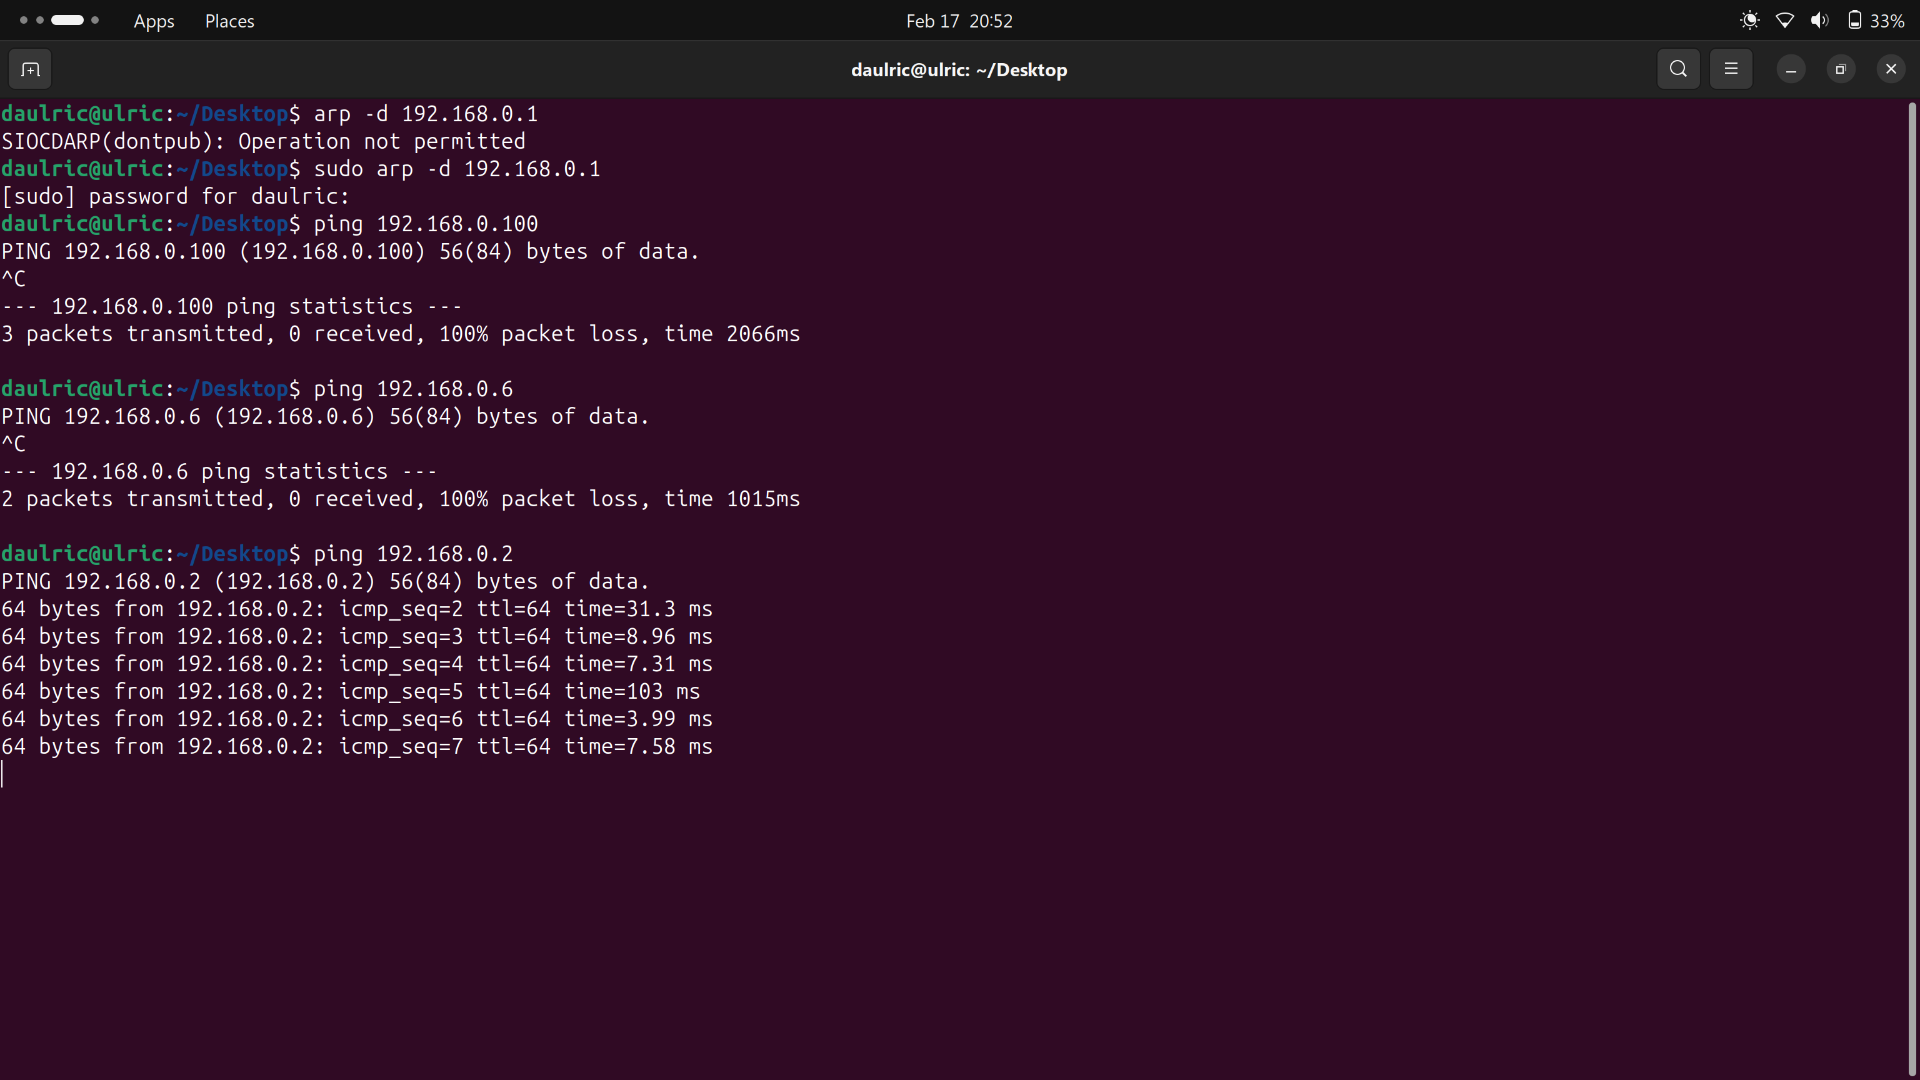 Apps Places Feb 17 20:52 33%
daulric@ulric: ~/Desktop
daulric@ulric:~/Desktop$ arp -d 192.168.0.1
SIOCDARP(dontpub): Operation not permitted
daulric@ulric:~/Desktop$ sudo arp -d 192.168.0.1
[sudo] password for daulric:
daulric@ulric:~/Desktop$ ping 192.168.0.100
PING 192.168.0.100 (192.168.0.100) 56(84) bytes of data.
^C
--- 192.168.0.100 ping statistics ---
3 packets transmitted, 0 received, 100% packet loss, time 2066ms
daulric@ulric:~/Desktop$ ping 192.168.0.6
PING 192.168.0.6 (192.168.0.6) 56(84) bytes of data.
^C
--- 192.168.0.6 ping statistics ---
2 packets transmitted, 0 received, 100% packet loss, time 1015ms
daulric@ulric:~/Desktop$ ping 192.168.0.2
PING 192.168.0.2 (192.168.0.2) 56(84) bytes of data.
64 bytes from 192.168.0.2: icmp_seq=2 ttl=64 time=31.3 ms
64 bytes from 192.168.0.2: icmp_seq=3 ttl=64 time=8.96 ms
64 bytes from 192.168.0.2: icmp_seq=4 ttl=64 time=7.31 ms
64 bytes from 192.168.0.2: icmp_seq=5 ttl=64 time=103 ms
64 bytes from 192.168.0.2: icmp_seq=6 ttl=64 time=3.99 ms
64 bytes from 192.168.0.2: icmp_seq=7 ttl=64 time=7.58 ms